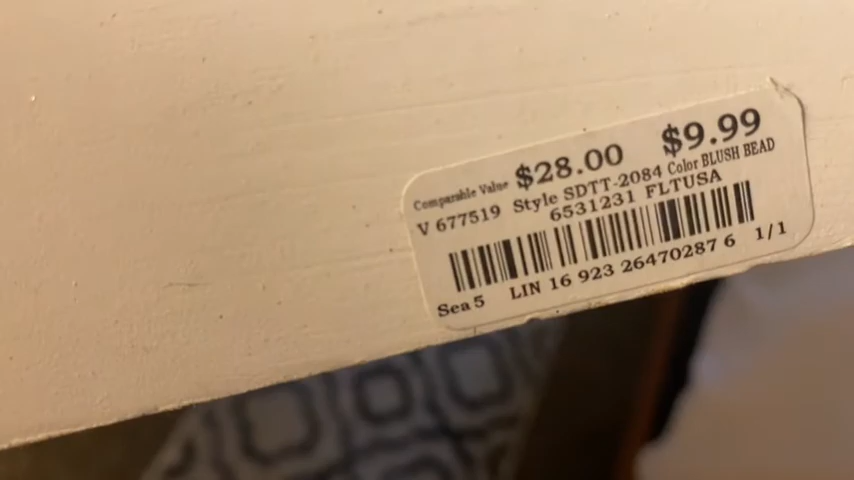 Comparable Value $28.00 $9.99
V 677519 Style SDTT-2084 Color BLUSH BEAD
6531231 FLTUSA
Sea 5 LIN 16 923 26470287 6 1/1